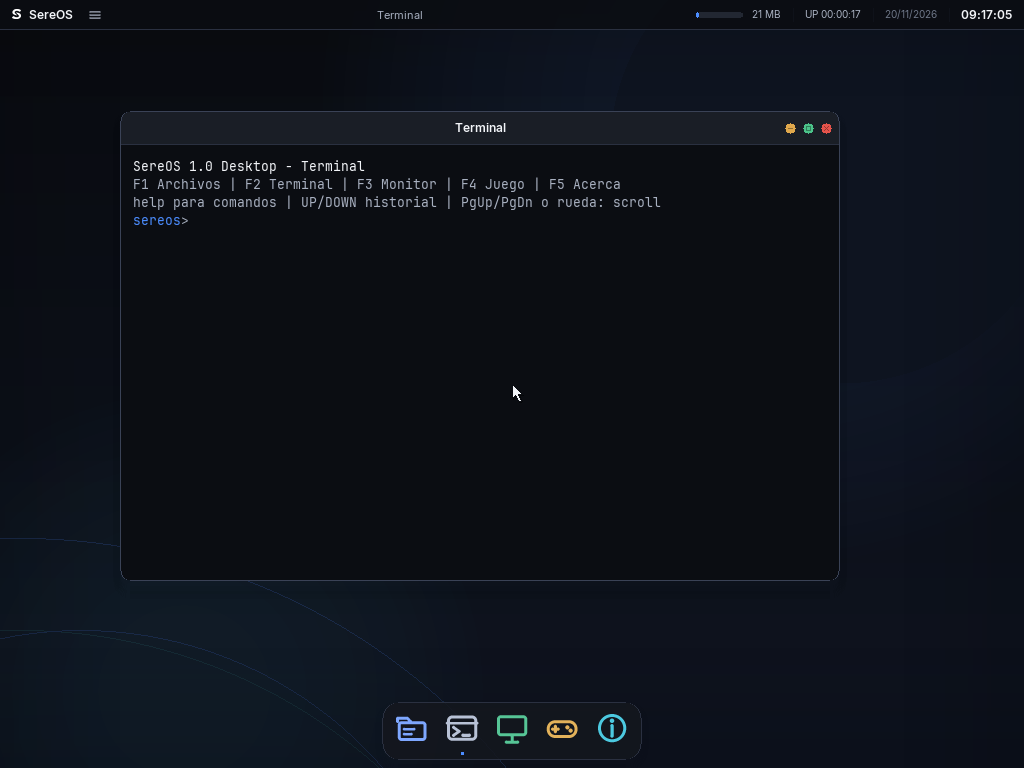 SereOS Terminal 21 MB UP 00:00:17 20/11/2026 09:17:05
Terminal
SereOS 1.0 Desktop - Terminal
F1 Archivos | F2 Terminal | F3 Monitor | F4 Juego | F5 Acerca
help para comandos | UP/DOWN historial | PgUp/PgDn o rueda: scroll
sereos>